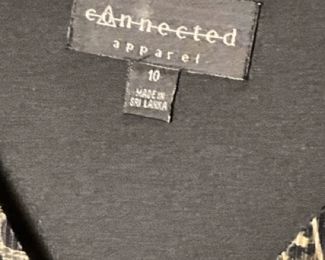 cOnnected
apparel
10
MADE IN
SRI LANKA